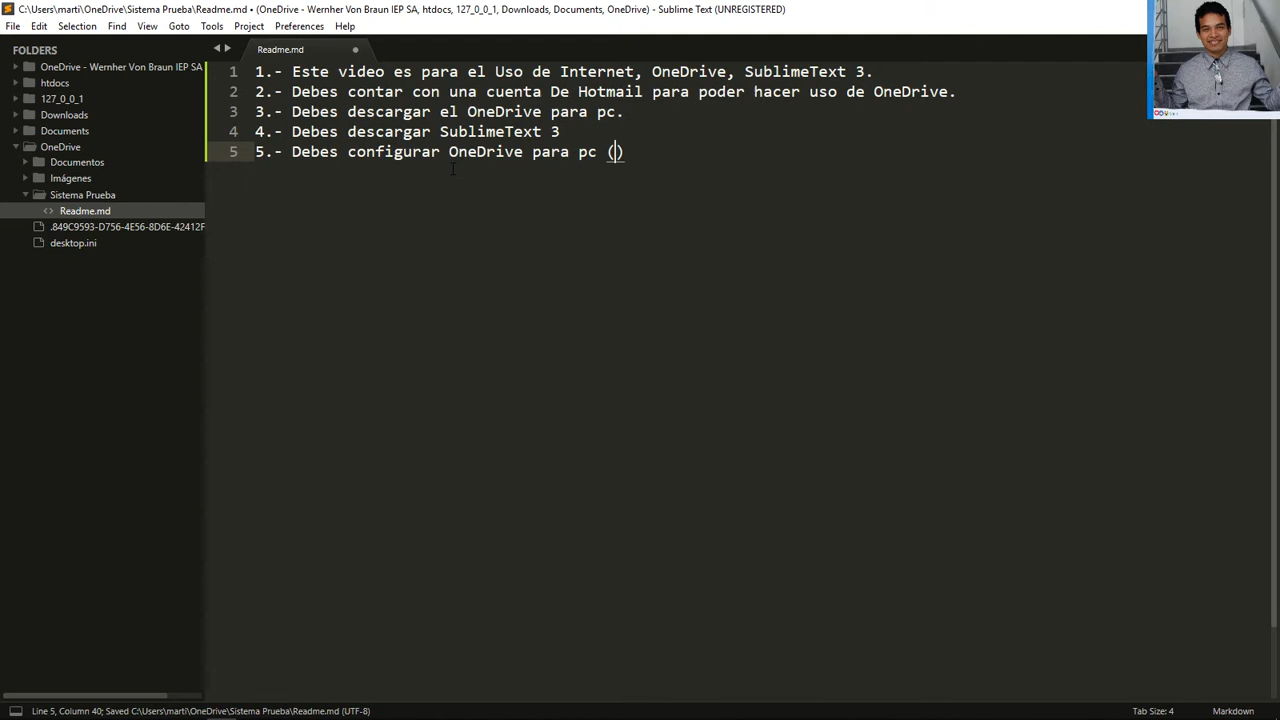 C:\Users\marti\OneDrive\Sistema Prueba\Readme.md • (OneDrive - Wernher Von Braun IEP SA, htdocs, 127_0_0_1, Downloads, Documents, OneDrive) - Sublime Text (UNREGISTERED)
File Edit Selection Find View Goto Tools Project Preferences Help
FOLDERS
OneDrive - Wernher Von Braun IEP SA
htdocs
127_0_0_1
Downloads
Documents
OneDrive
Documentos
Imágenes
Sistema Prueba
Readme.md
.849C9593-D756-4E56-8D6E-42412F
desktop.ini
Readme.md
1 1.- Este video es para el Uso de Internet, OneDrive, SublimeText 3.
2 2.- Debes contar con una cuenta De Hotmail para poder hacer uso de OneDrive.
3 3.- Debes descargar el OneDrive para pc.
4 4.- Debes descargar SublimeText 3
5 5.- Debes configurar OneDrive para pc ()
Line 5, Column 40; Saved C:\Users\marti\OneDrive\Sistema Prueba\Readme.md (UTF-8)
Tab Size: 4
Markdown